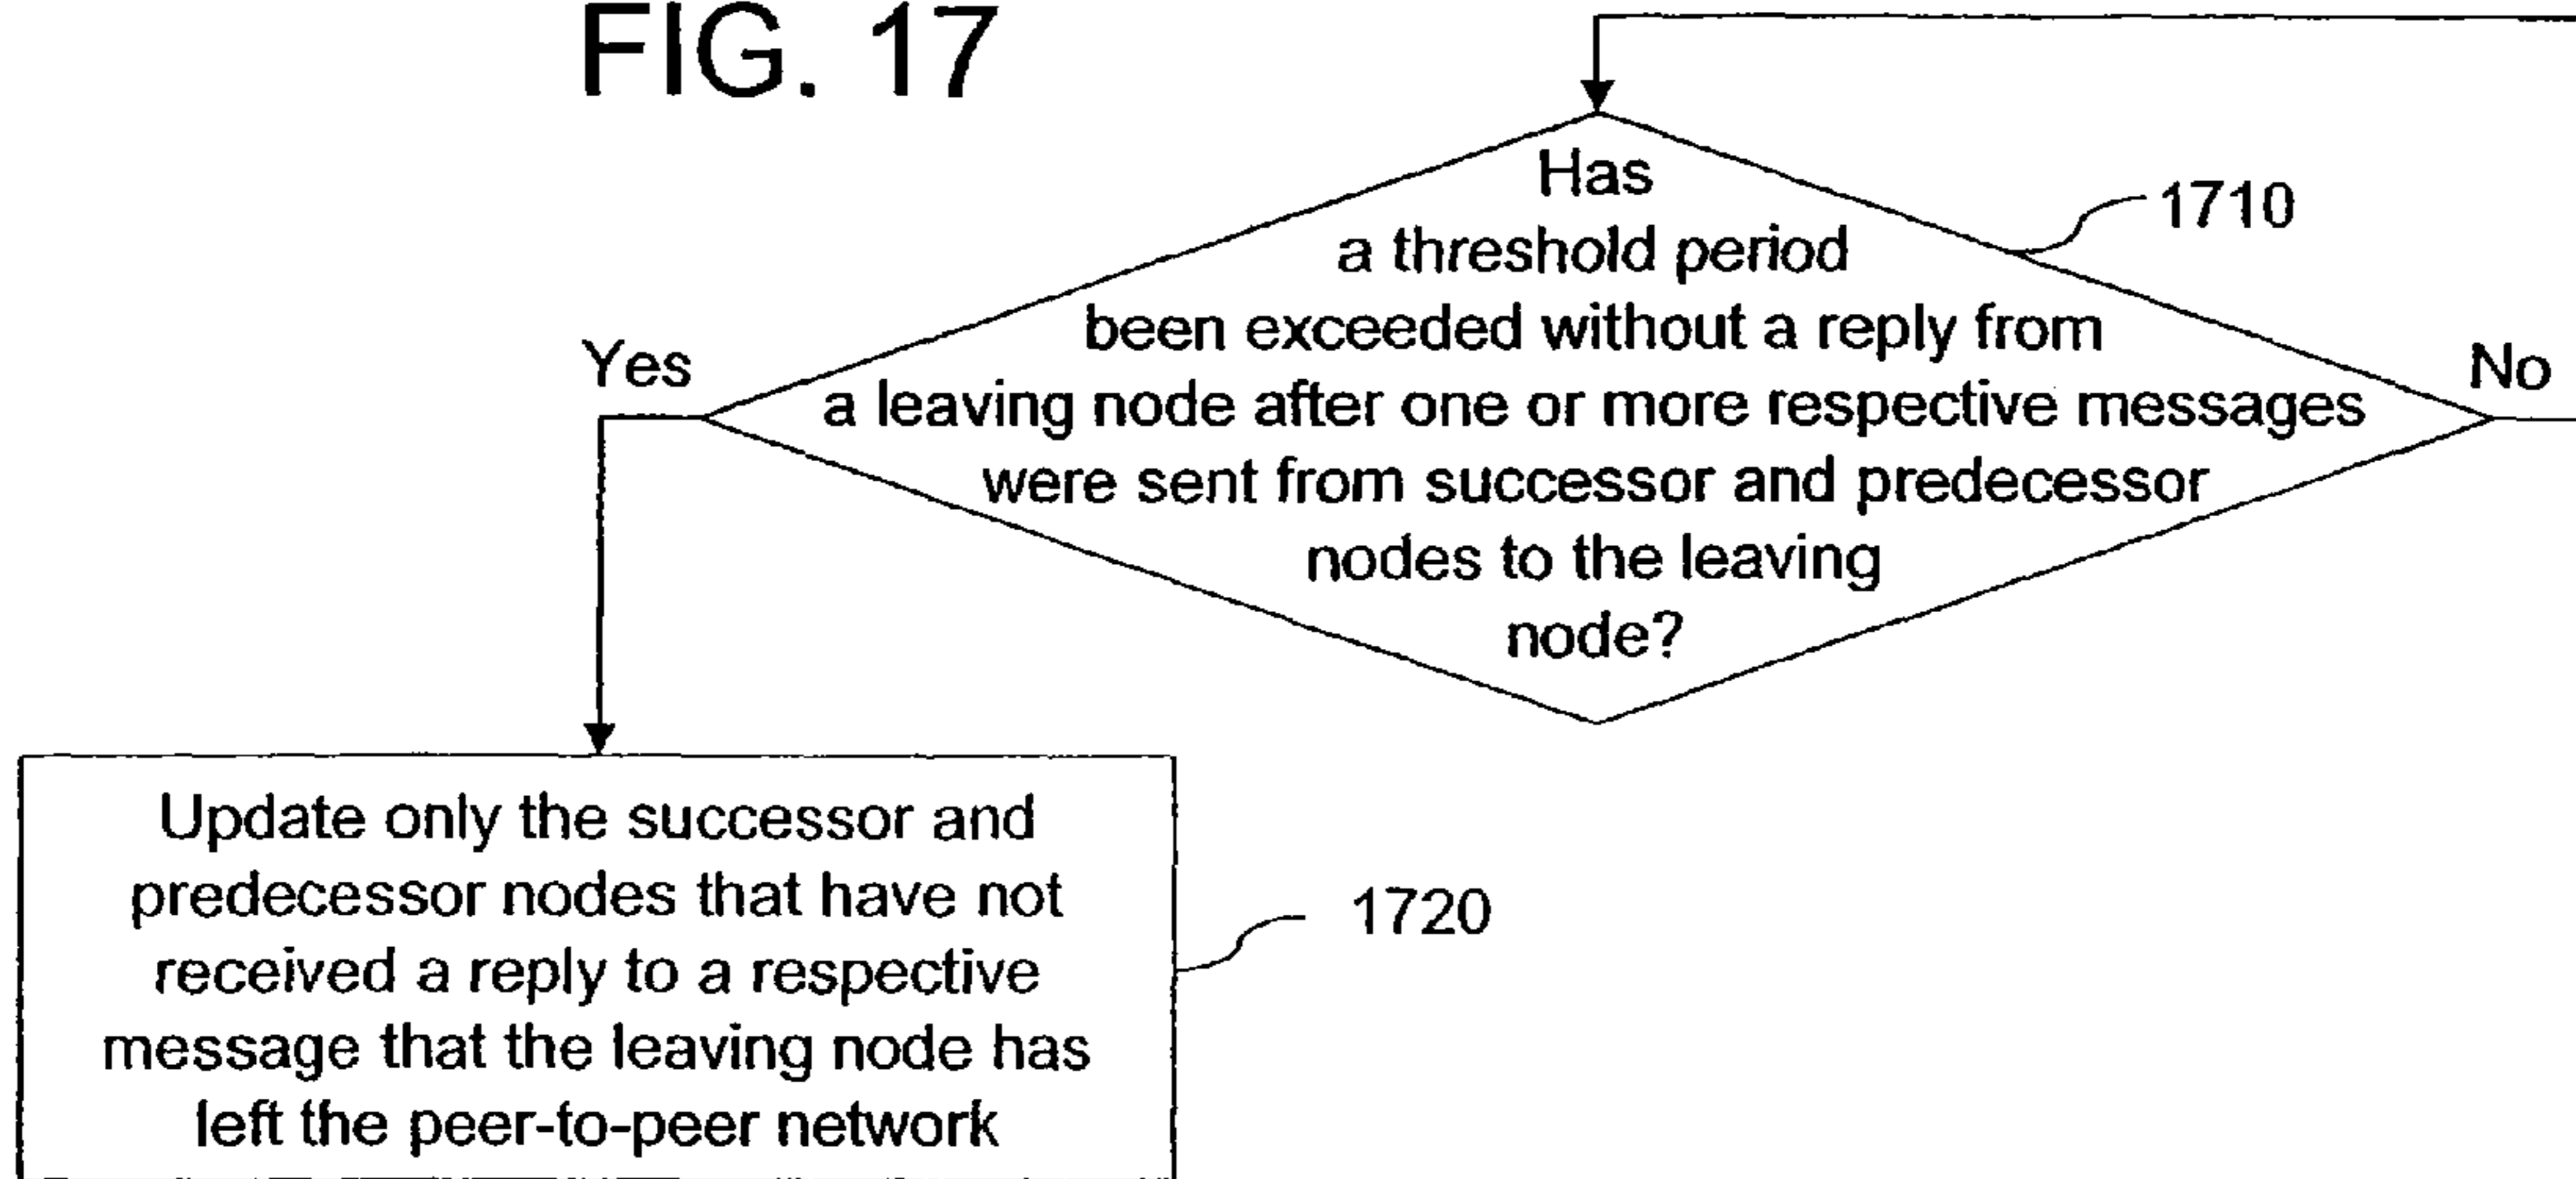 FIG. 17
Has
a threshold period
been exceeded without a reply from
a leaving node after one or more respective messages
were sent from successor and predecessor
nodes to the leaving
node?
1710
Yes
No
Update only the successor and
predecessor nodes that have not
received a reply to a respective
message that the leaving node has
left the peer-to-peer network
1720